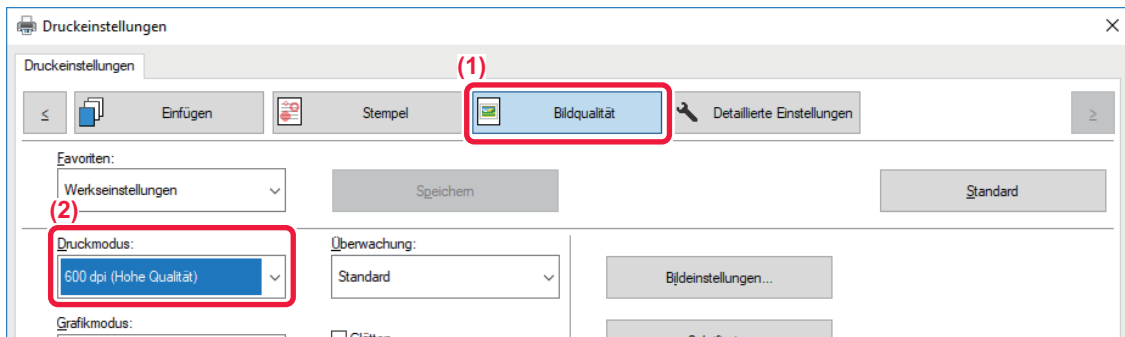 Druckeinstellungen
Druckeinstellungen
(1)
≤ Einfügen Stempel Bildqualität Detaillierte Einstellungen ≥
Favoriten:
Werkseinstellungen Speichern Standard
(2)
Druckmodus: Überwachung:
600 dpi (Hohe Qualität) Standard Bildeinstellungen...
Grafikmodus: